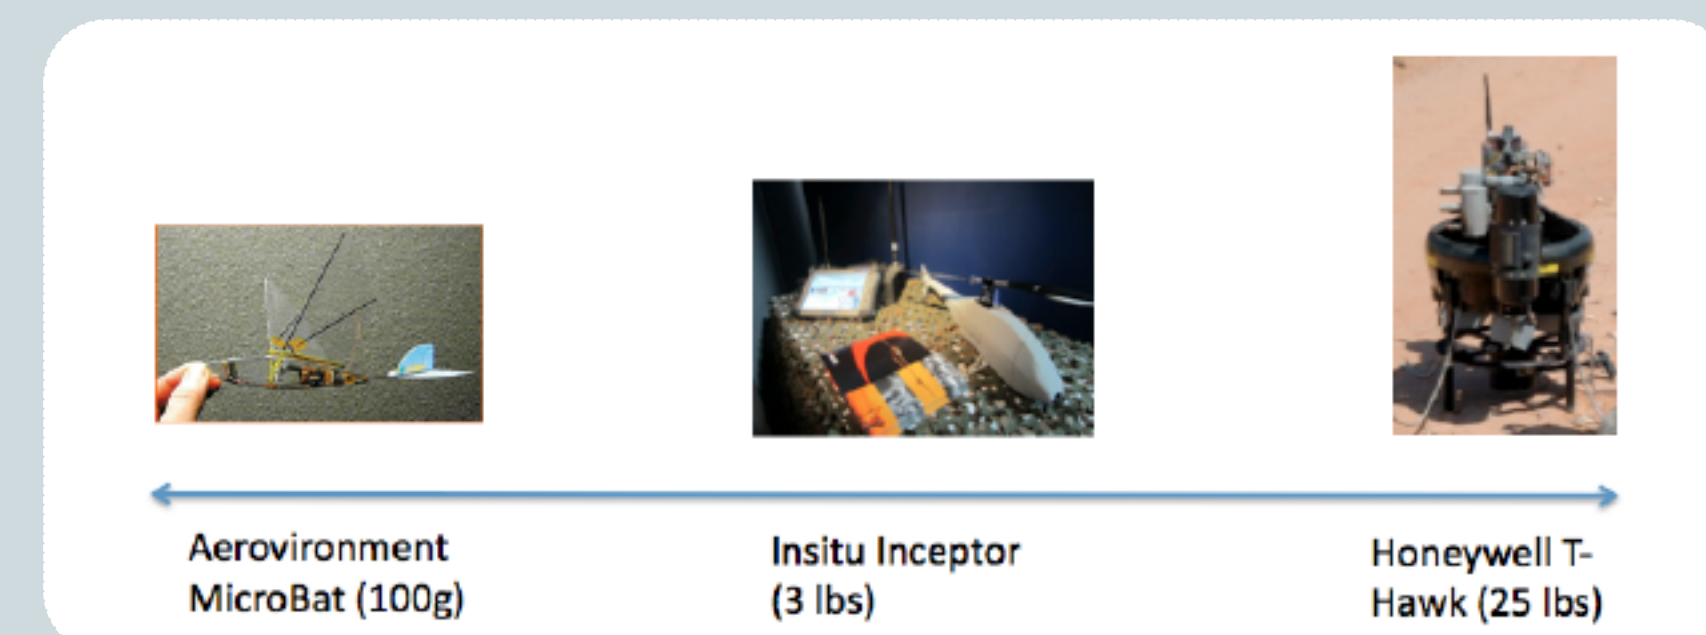 Aerovironment
MicroBat (100g)
Insitu Inceptor
(3 lbs)
Honeywell T-
Hawk (25 lbs)